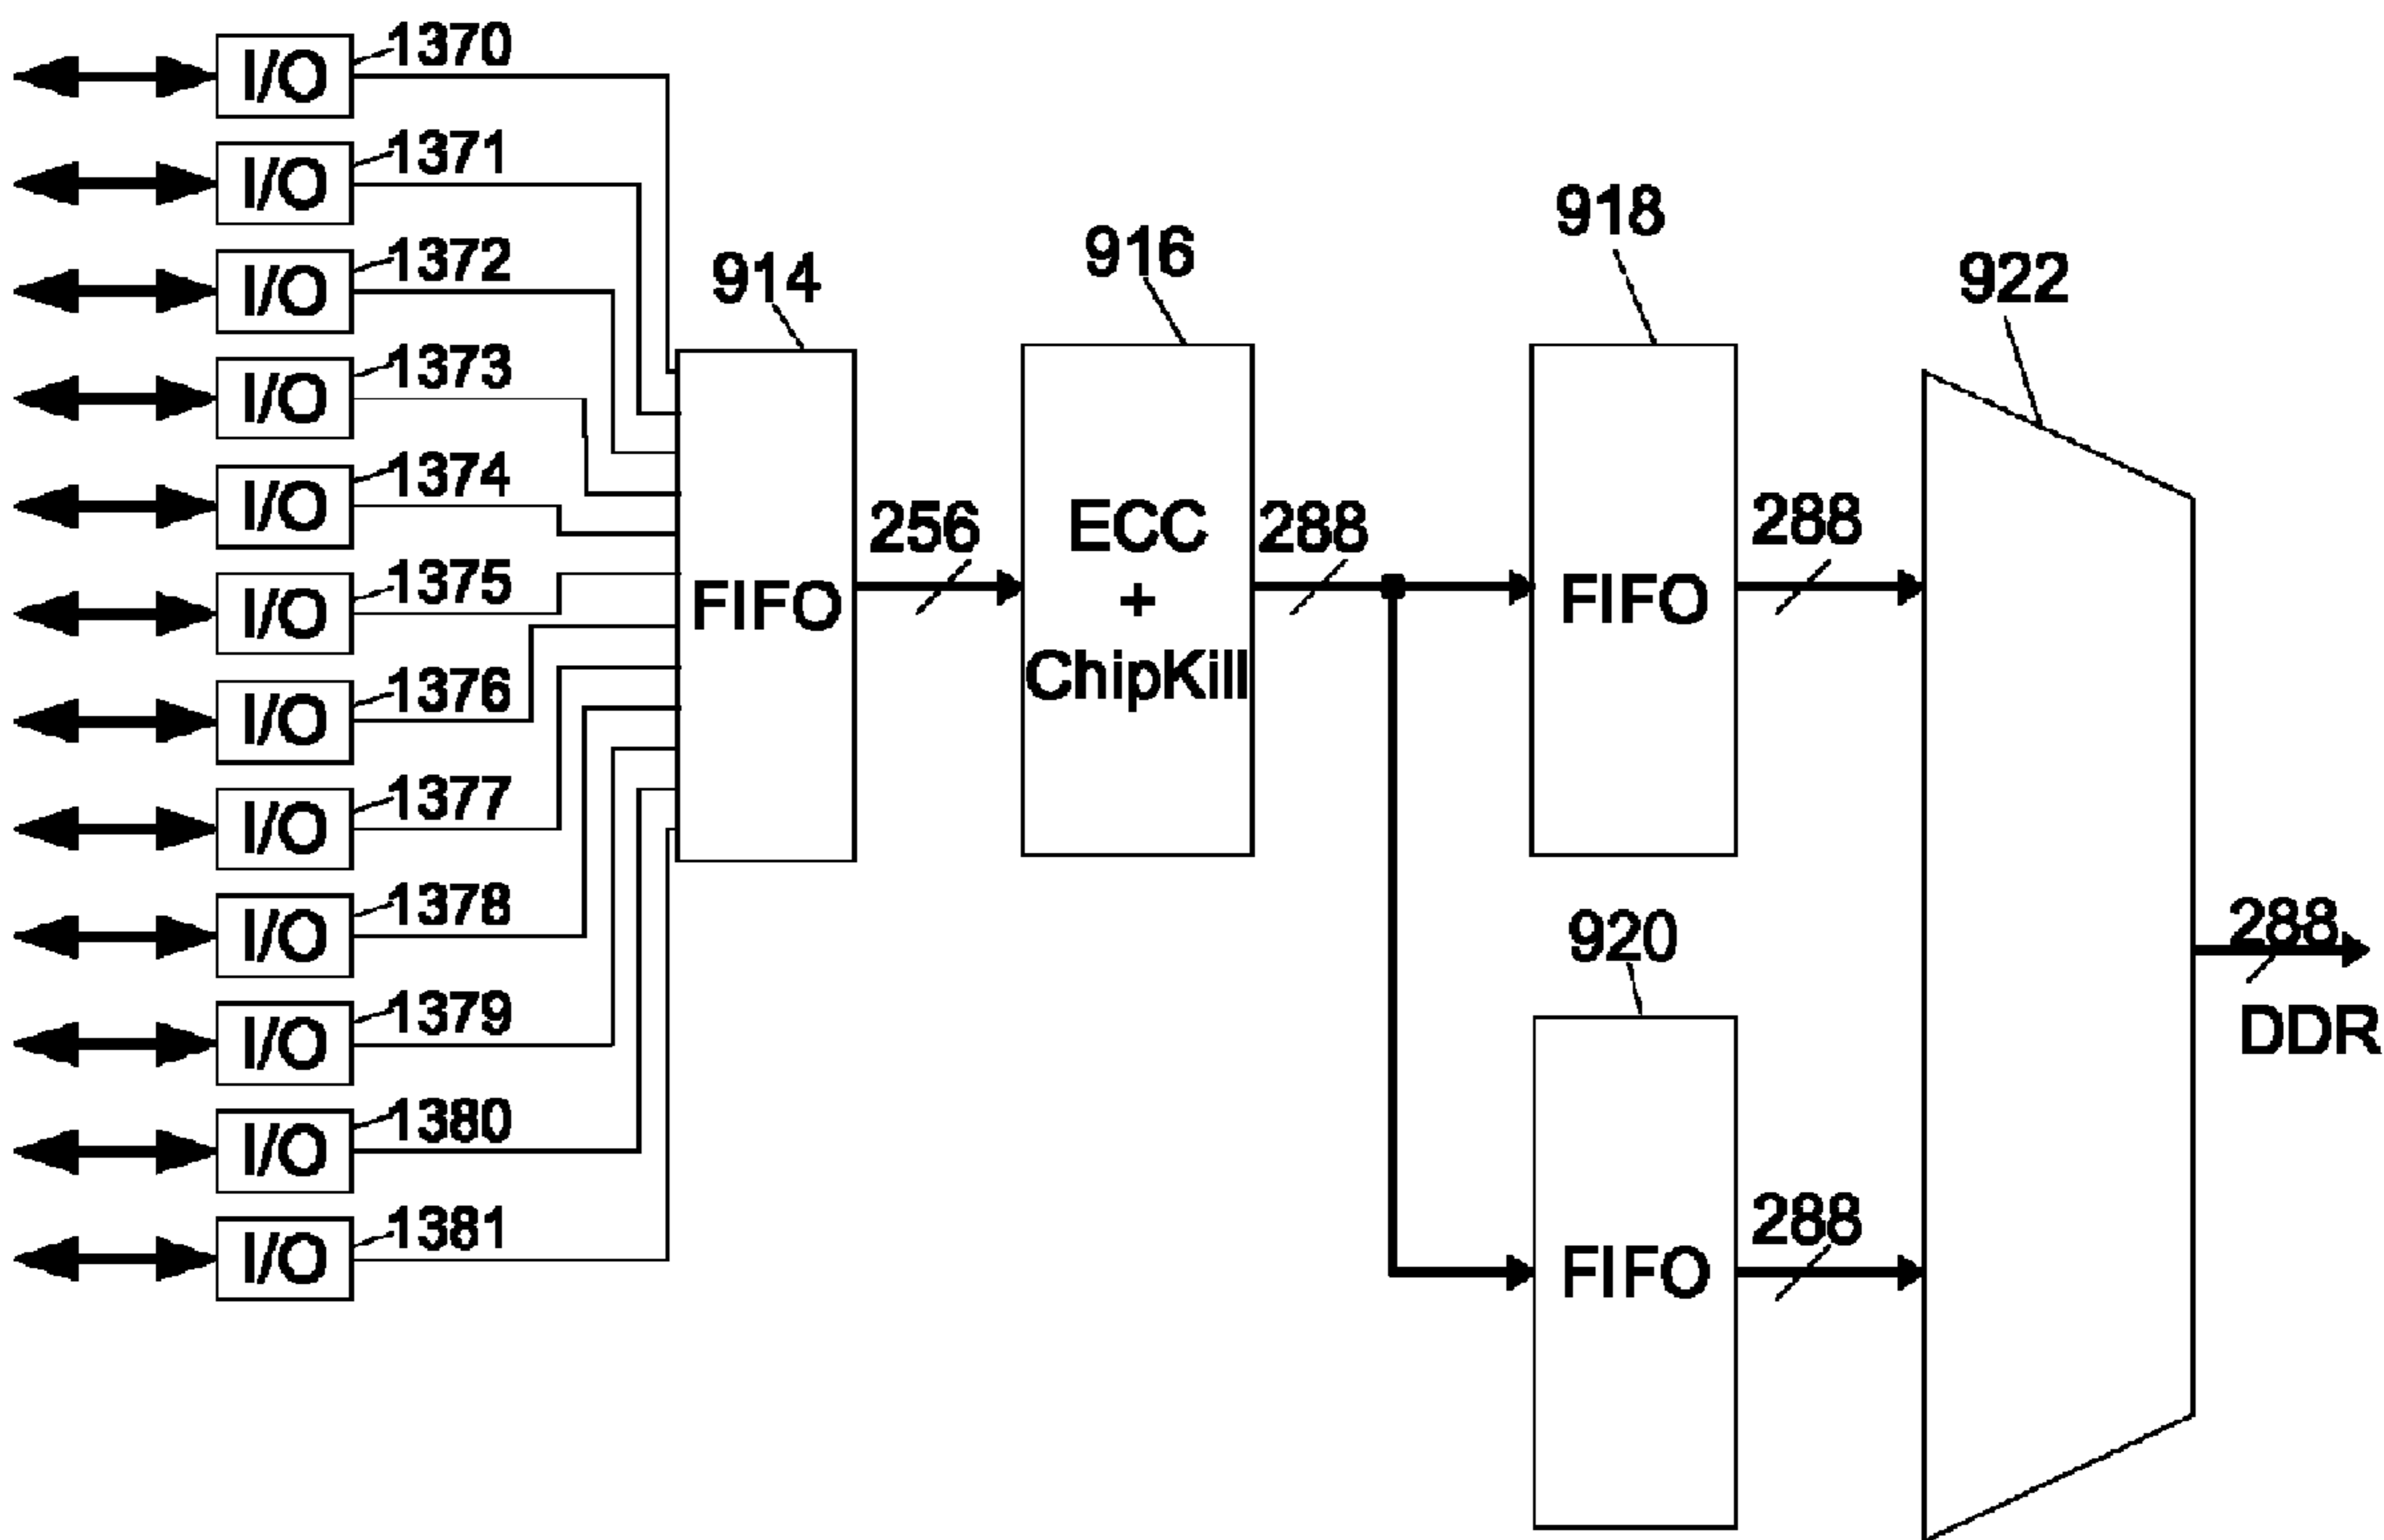 I/O 1370
I/O 1371
I/O 1372
I/O 1373
I/O 1374
I/O 1375
I/O 1376
I/O 1377
I/O 1378
I/O 1379
I/O 1380
I/O 1381
914
FIFO
256
916
ECC
+
ChipKill
288
918
FIFO
288
920
FIFO
288
922
288
DDR